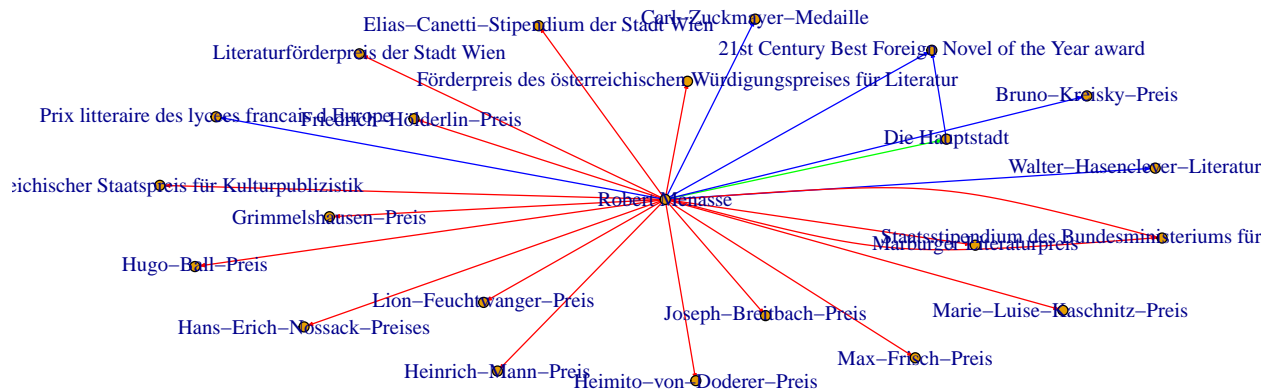 Carl−Zuckmayer−Medaille
Elias−Canetti−Stipendium der Stadt Wien
21st Century Best Foreign Novel of the Year award
Literaturförderpreis der Stadt Wien
Förderpreis des österreichischen Würdigungspreises für Literatur
Bruno−Kreisky−Preis
Prix litteraire des lycees francais d Europe
Friedrich−Hölderlin−Preis
Die Hauptstadt
Walter−Hasenclever−Literatur
eichischer Staatspreis für Kulturpublizistik
Robert Menasse
Grimmelshausen−Preis
Staatsstipendium des Bundesministeriums für
Marburger Literaturpreis
Hugo−Ball−Preis
Lion−Feuchtwanger−Preis
Marie−Luise−Kaschnitz−Preis
Joseph−Breitbach−Preis
Hans−Erich−Nossack−Preises
Max−Frisch−Preis
Heinrich−Mann−Preis
Heimito−von−Doderer−Preis